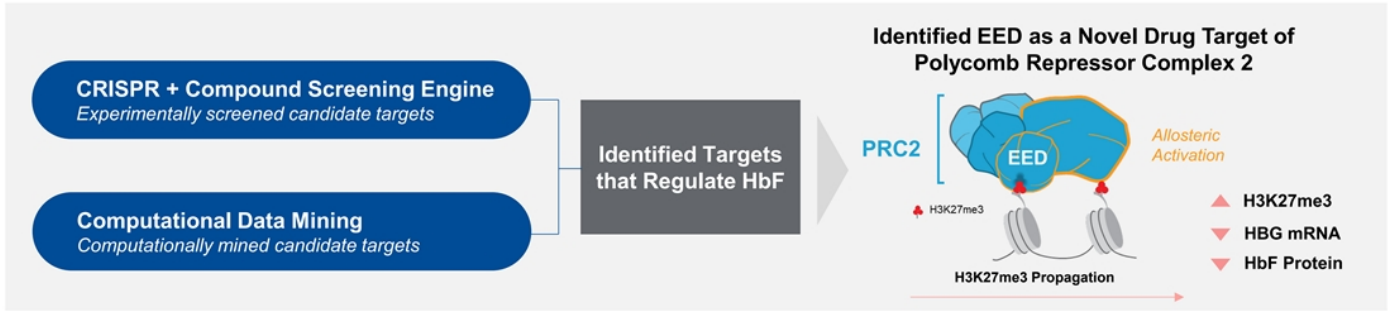 CRISPR + Compound Screening Engine
Experimentally screened candidate targets
Computational Data Mining
Computationally mined candidate targets
Identified Targets
that Regulate HbF
Identified EED as a Novel Drug Target of
Polycomb Repressor Complex 2
PRC2
EED
Allosteric
Activation
H3K27me3
H3K27me3 Propagation
H3K27me3
HBG mRNA
HbF Protein